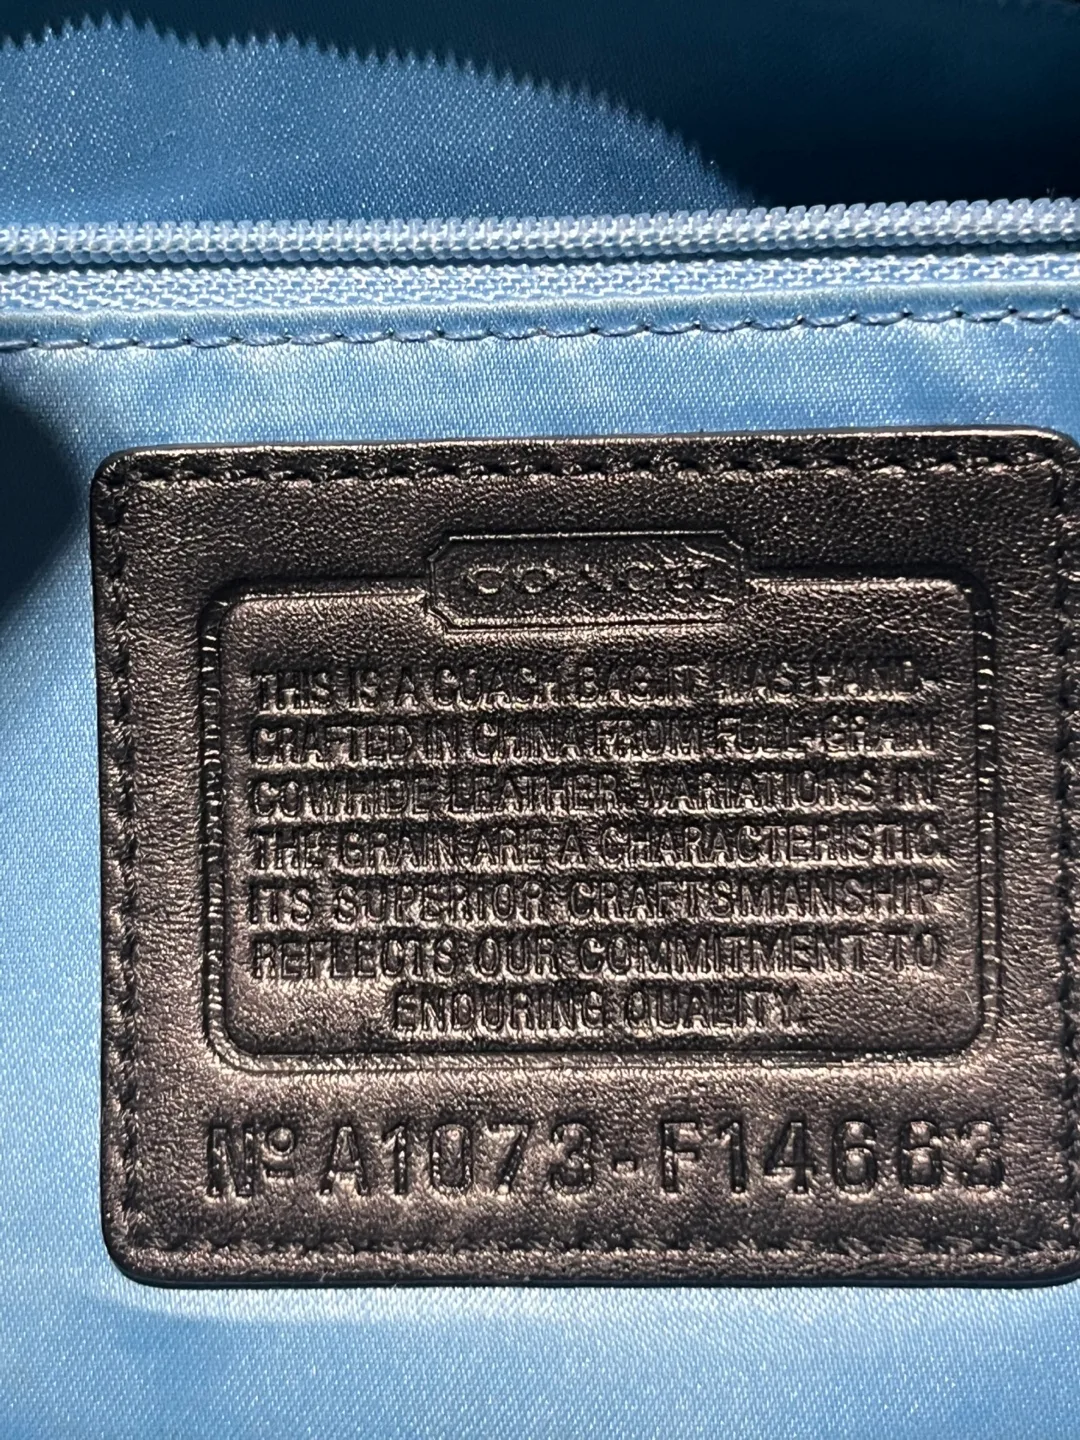 COACH
THIS IS A COACH BAG. IT WAS HAND-
CRAFTED IN CHINA FROM FULL GRAIN
COWHIDE LEATHER. VARIATIONS IN
THE GRAIN ARE A CHARACTERISTIC.
ITS SUPERIOR CRAFTSMANSHIP
REFLECTS OUR COMMITMENT TO
ENDURING QUALITY.
Nº A1073-F14663